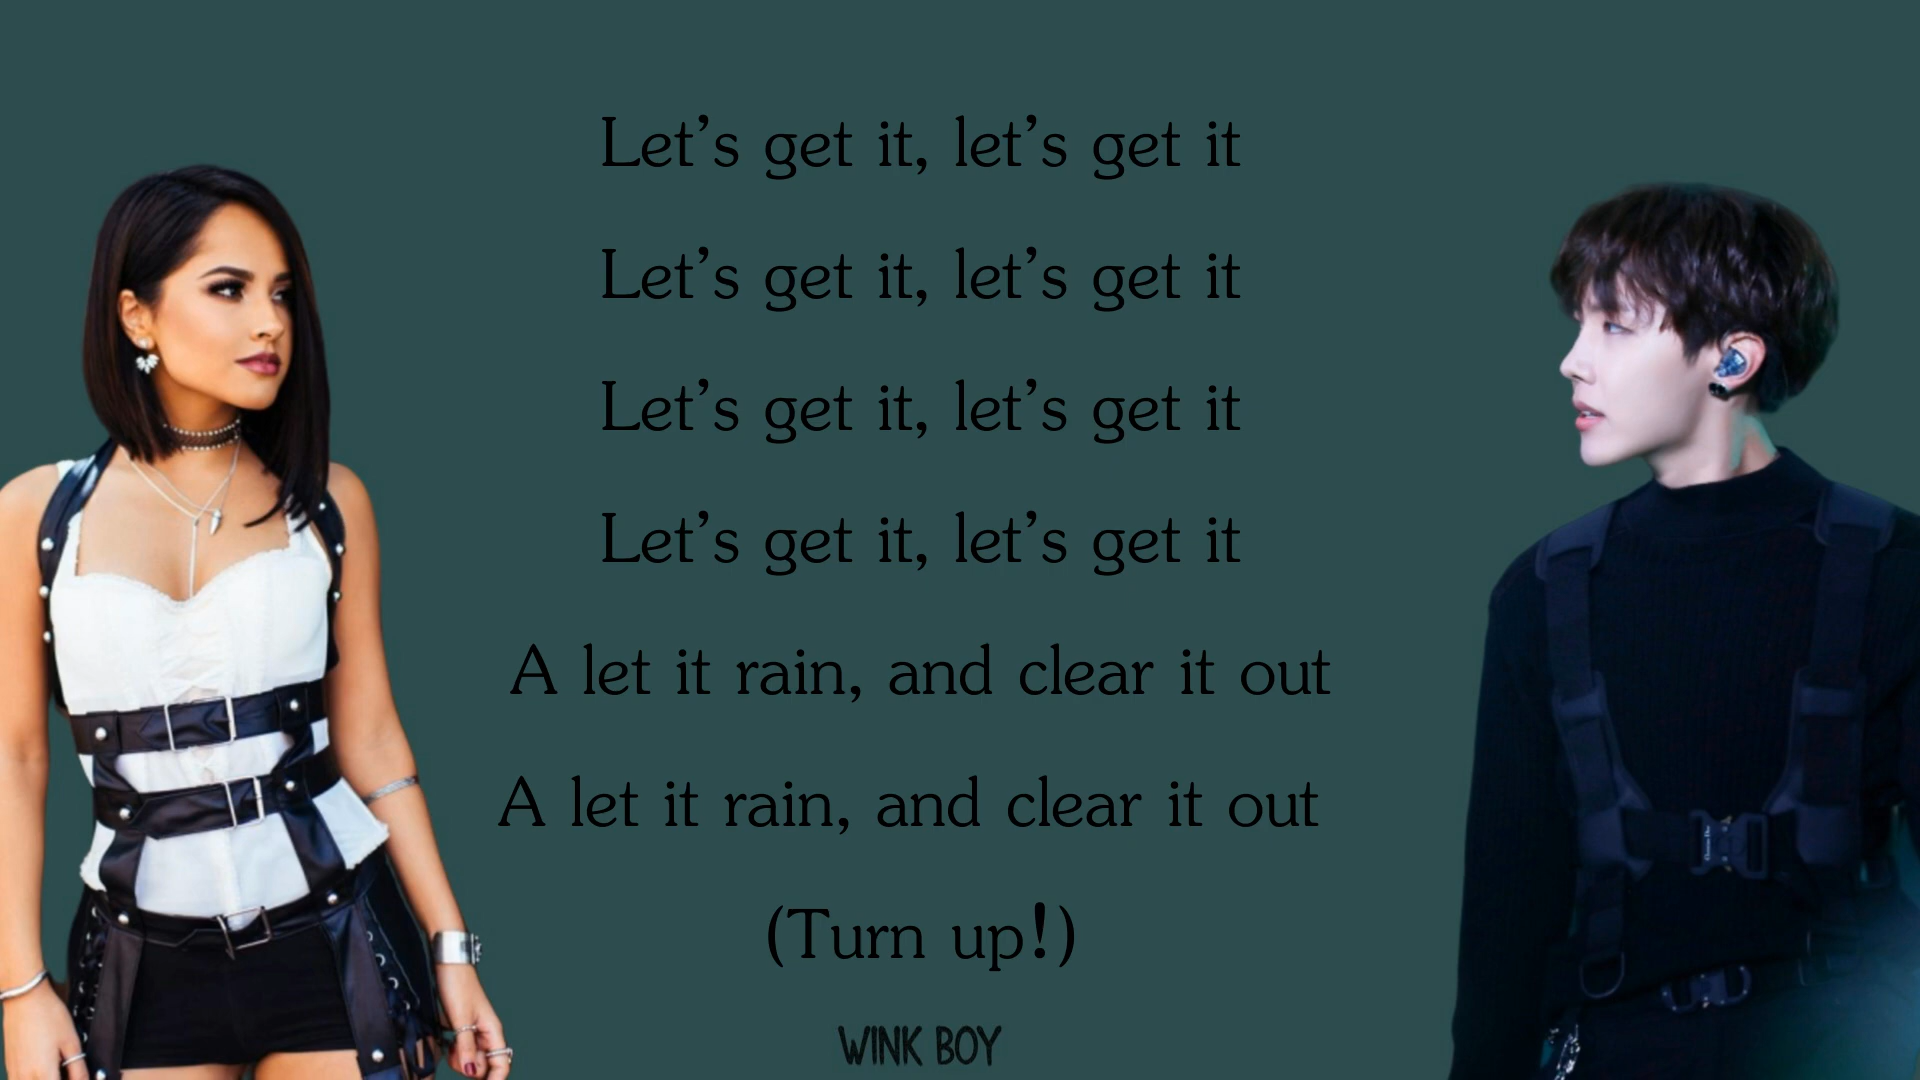 Let's get it, let's get it
Let's get it, let's get it
Let's get it, let's get it
Let's get it, let's get it
A let it rain, and clear it out
A let it rain, and clear it out
(Turn up!)
WINK BOY